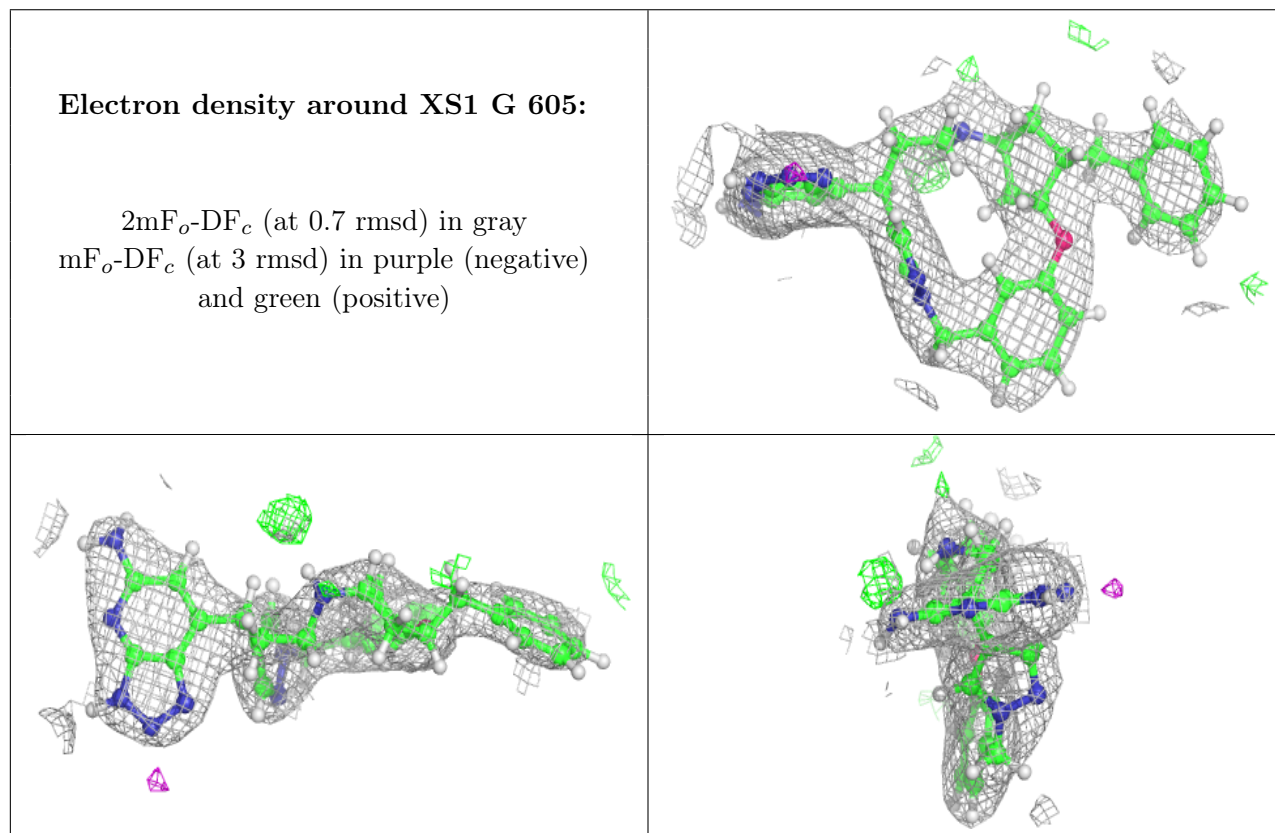 Electron density around XS1 G 605:
2mFo-DFc (at 0.7 rmsd) in gray
mFo-DFc (at 3 rmsd) in purple (negative)
and green (positive)